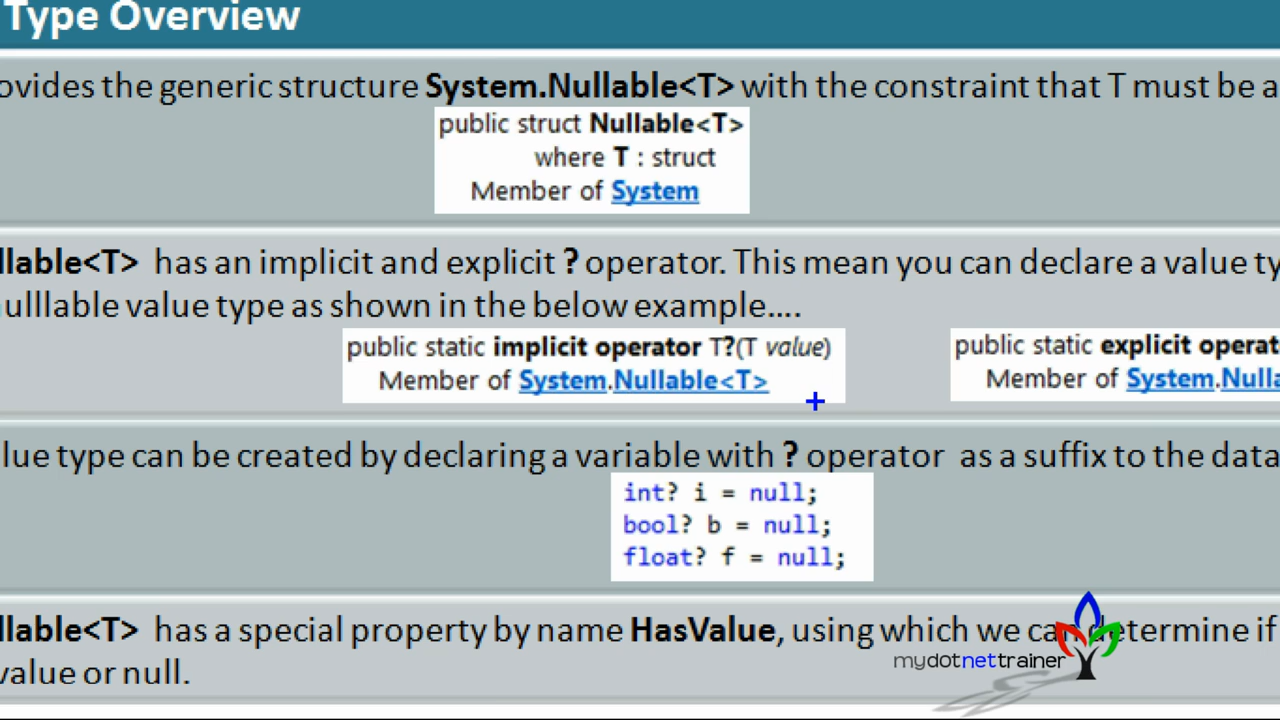 Type Overview
ovides the generic structure System.Nullable<T> with the constraint that T must be a
public struct Nullable<T>
where T : struct
Member of System
llable<T> has an implicit and explicit ? operator. This mean you can declare a value ty
ulllable value type as shown in the below example....
public static implicit operator T?(T value)
Member of System.Nullable<T>
public static explicit operat
Member of System.Nulla
lue type can be created by declaring a variable with ? operator as a suffix to the data
int? i = null;
bool? b = null;
float? f = null;
llable<T> has a special property by name HasValue, using which we can determine if
value or null.
mydotnettrainer